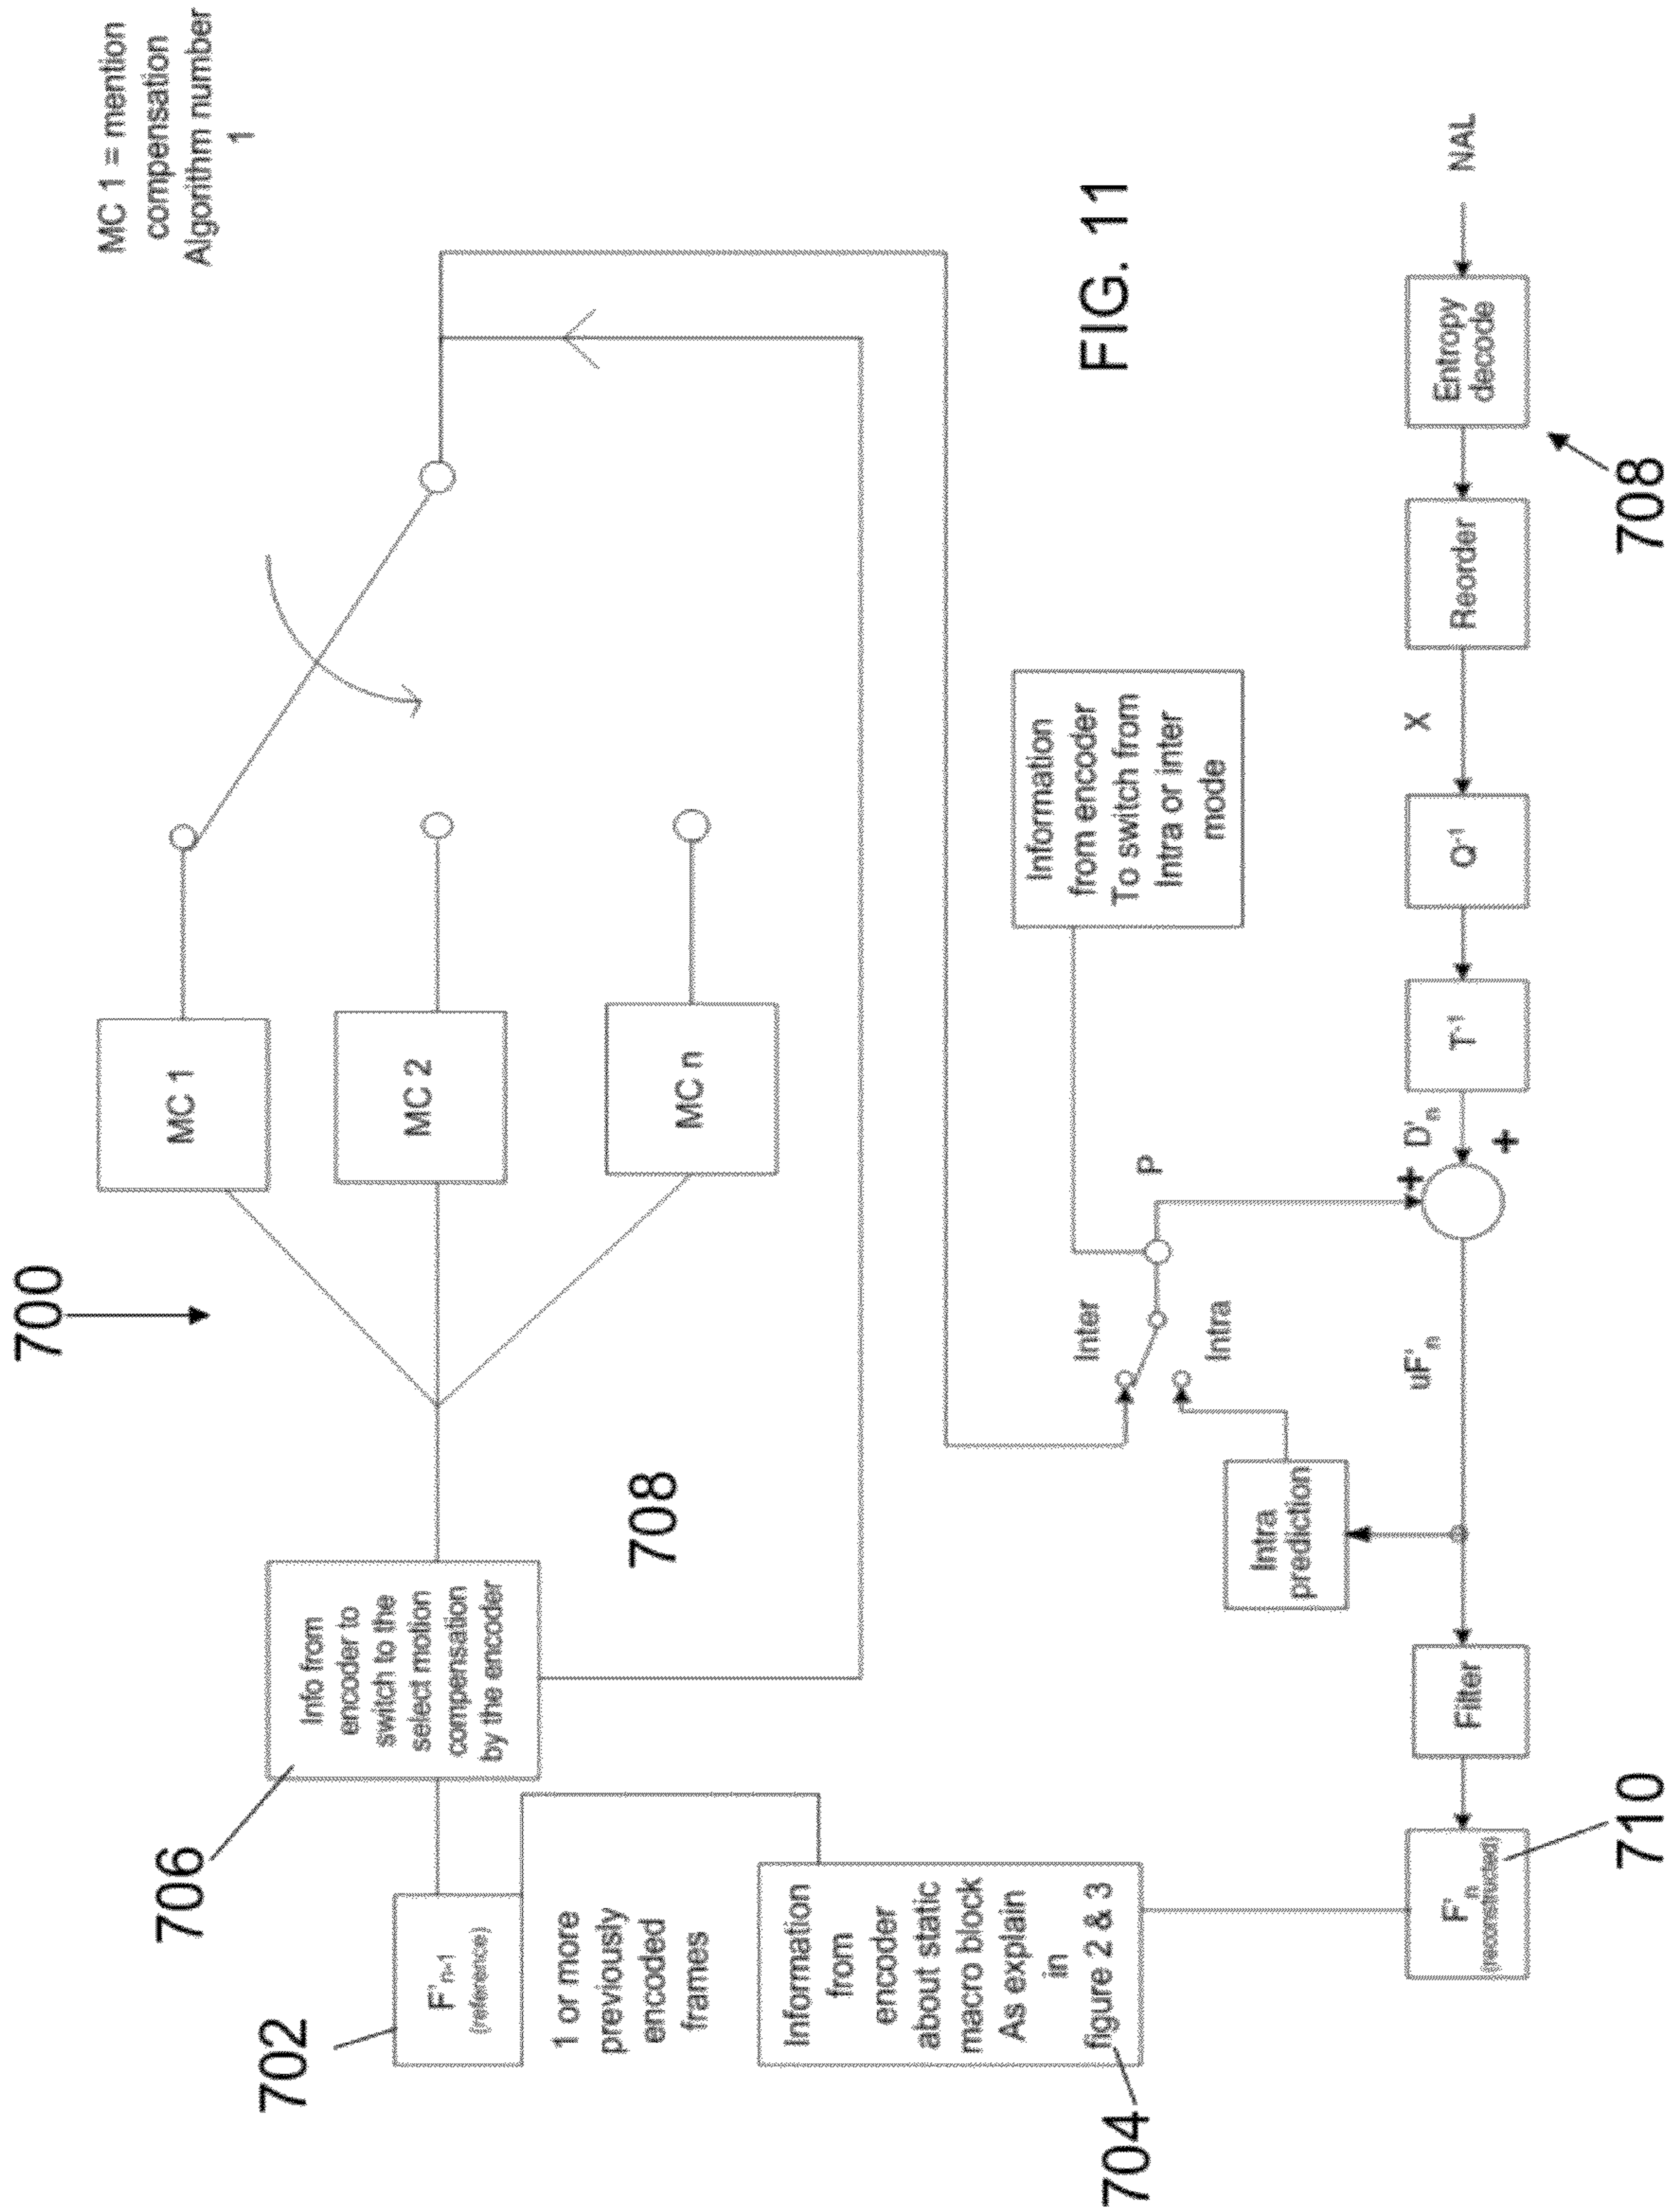 MC 1 = mention
compensation
Algorithm number
1
700
MC 1
MC 2
MC n
706
Info from
encoder to
switch to the
select motion
compensation
by the encoder
708
702
F'n-1
(reference)
1 or more
previously
encoded
frames
Information
from
encoder
about static
macro block
As explain
in
figure 2 & 3
704
Information
from encoder
To switch from
Intra or inter
mode
FIG. 11
Inter
Intra
P
Intra
prediction
710
F'n
(reconstructed)
Filter
uF'n
+
+
D'n
T-1
Q-1
X
Reorder
Entropy
decode
NAL
708